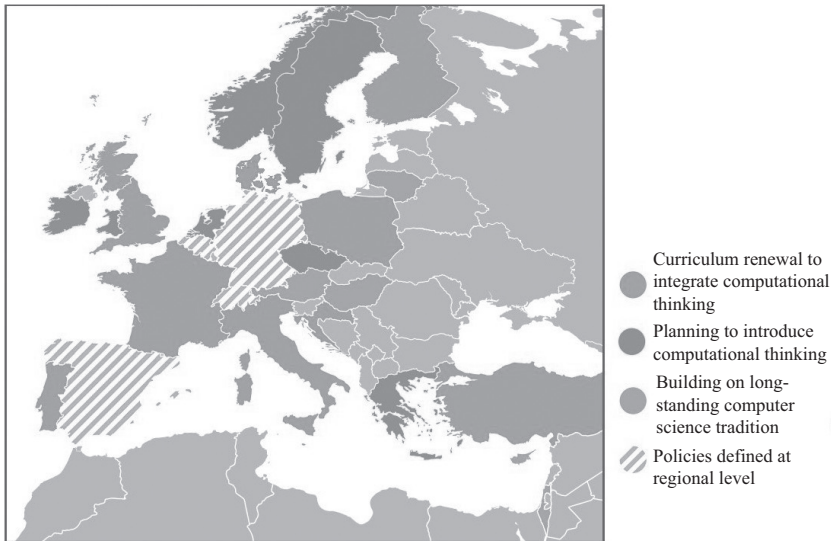 Curriculum renewal to
integrate computational
thinking
Planning to introduce
computational thinking
Building on long-
standing computer
science tradition
Policies defined at
regional level